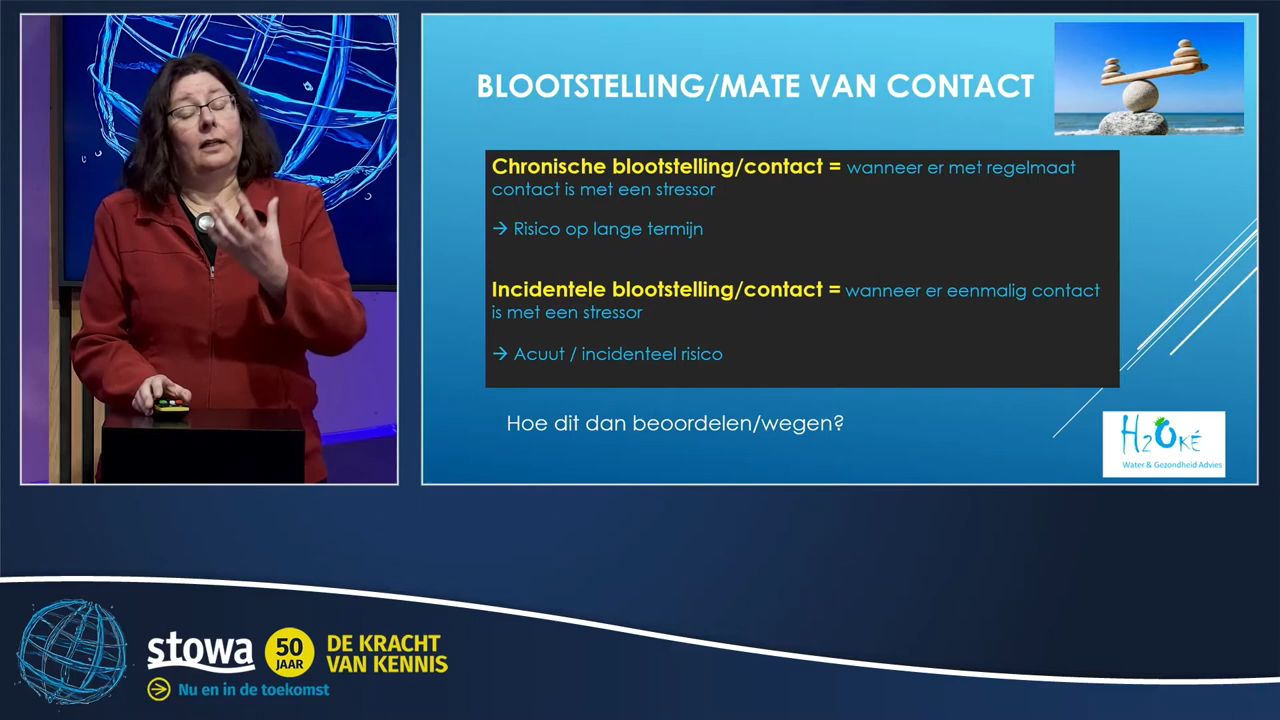 BLOOTSTELLING/MATE VAN CONTACT
Chronische blootstelling/contact = wanneer er met regelmaat
contact is met een stressor
→ Risico op lange termijn
Incidentele blootstelling/contact = wanneer er eenmalig contact
is met een stressor
→ Acuut / incidenteel risico
Hoe dit dan beoordelen/wegen?
H2OKÉ
Water & Gezondheid Advies
stowa
50
JAAR
DE KRACHT
VAN KENNIS
Nu en in de toekomst